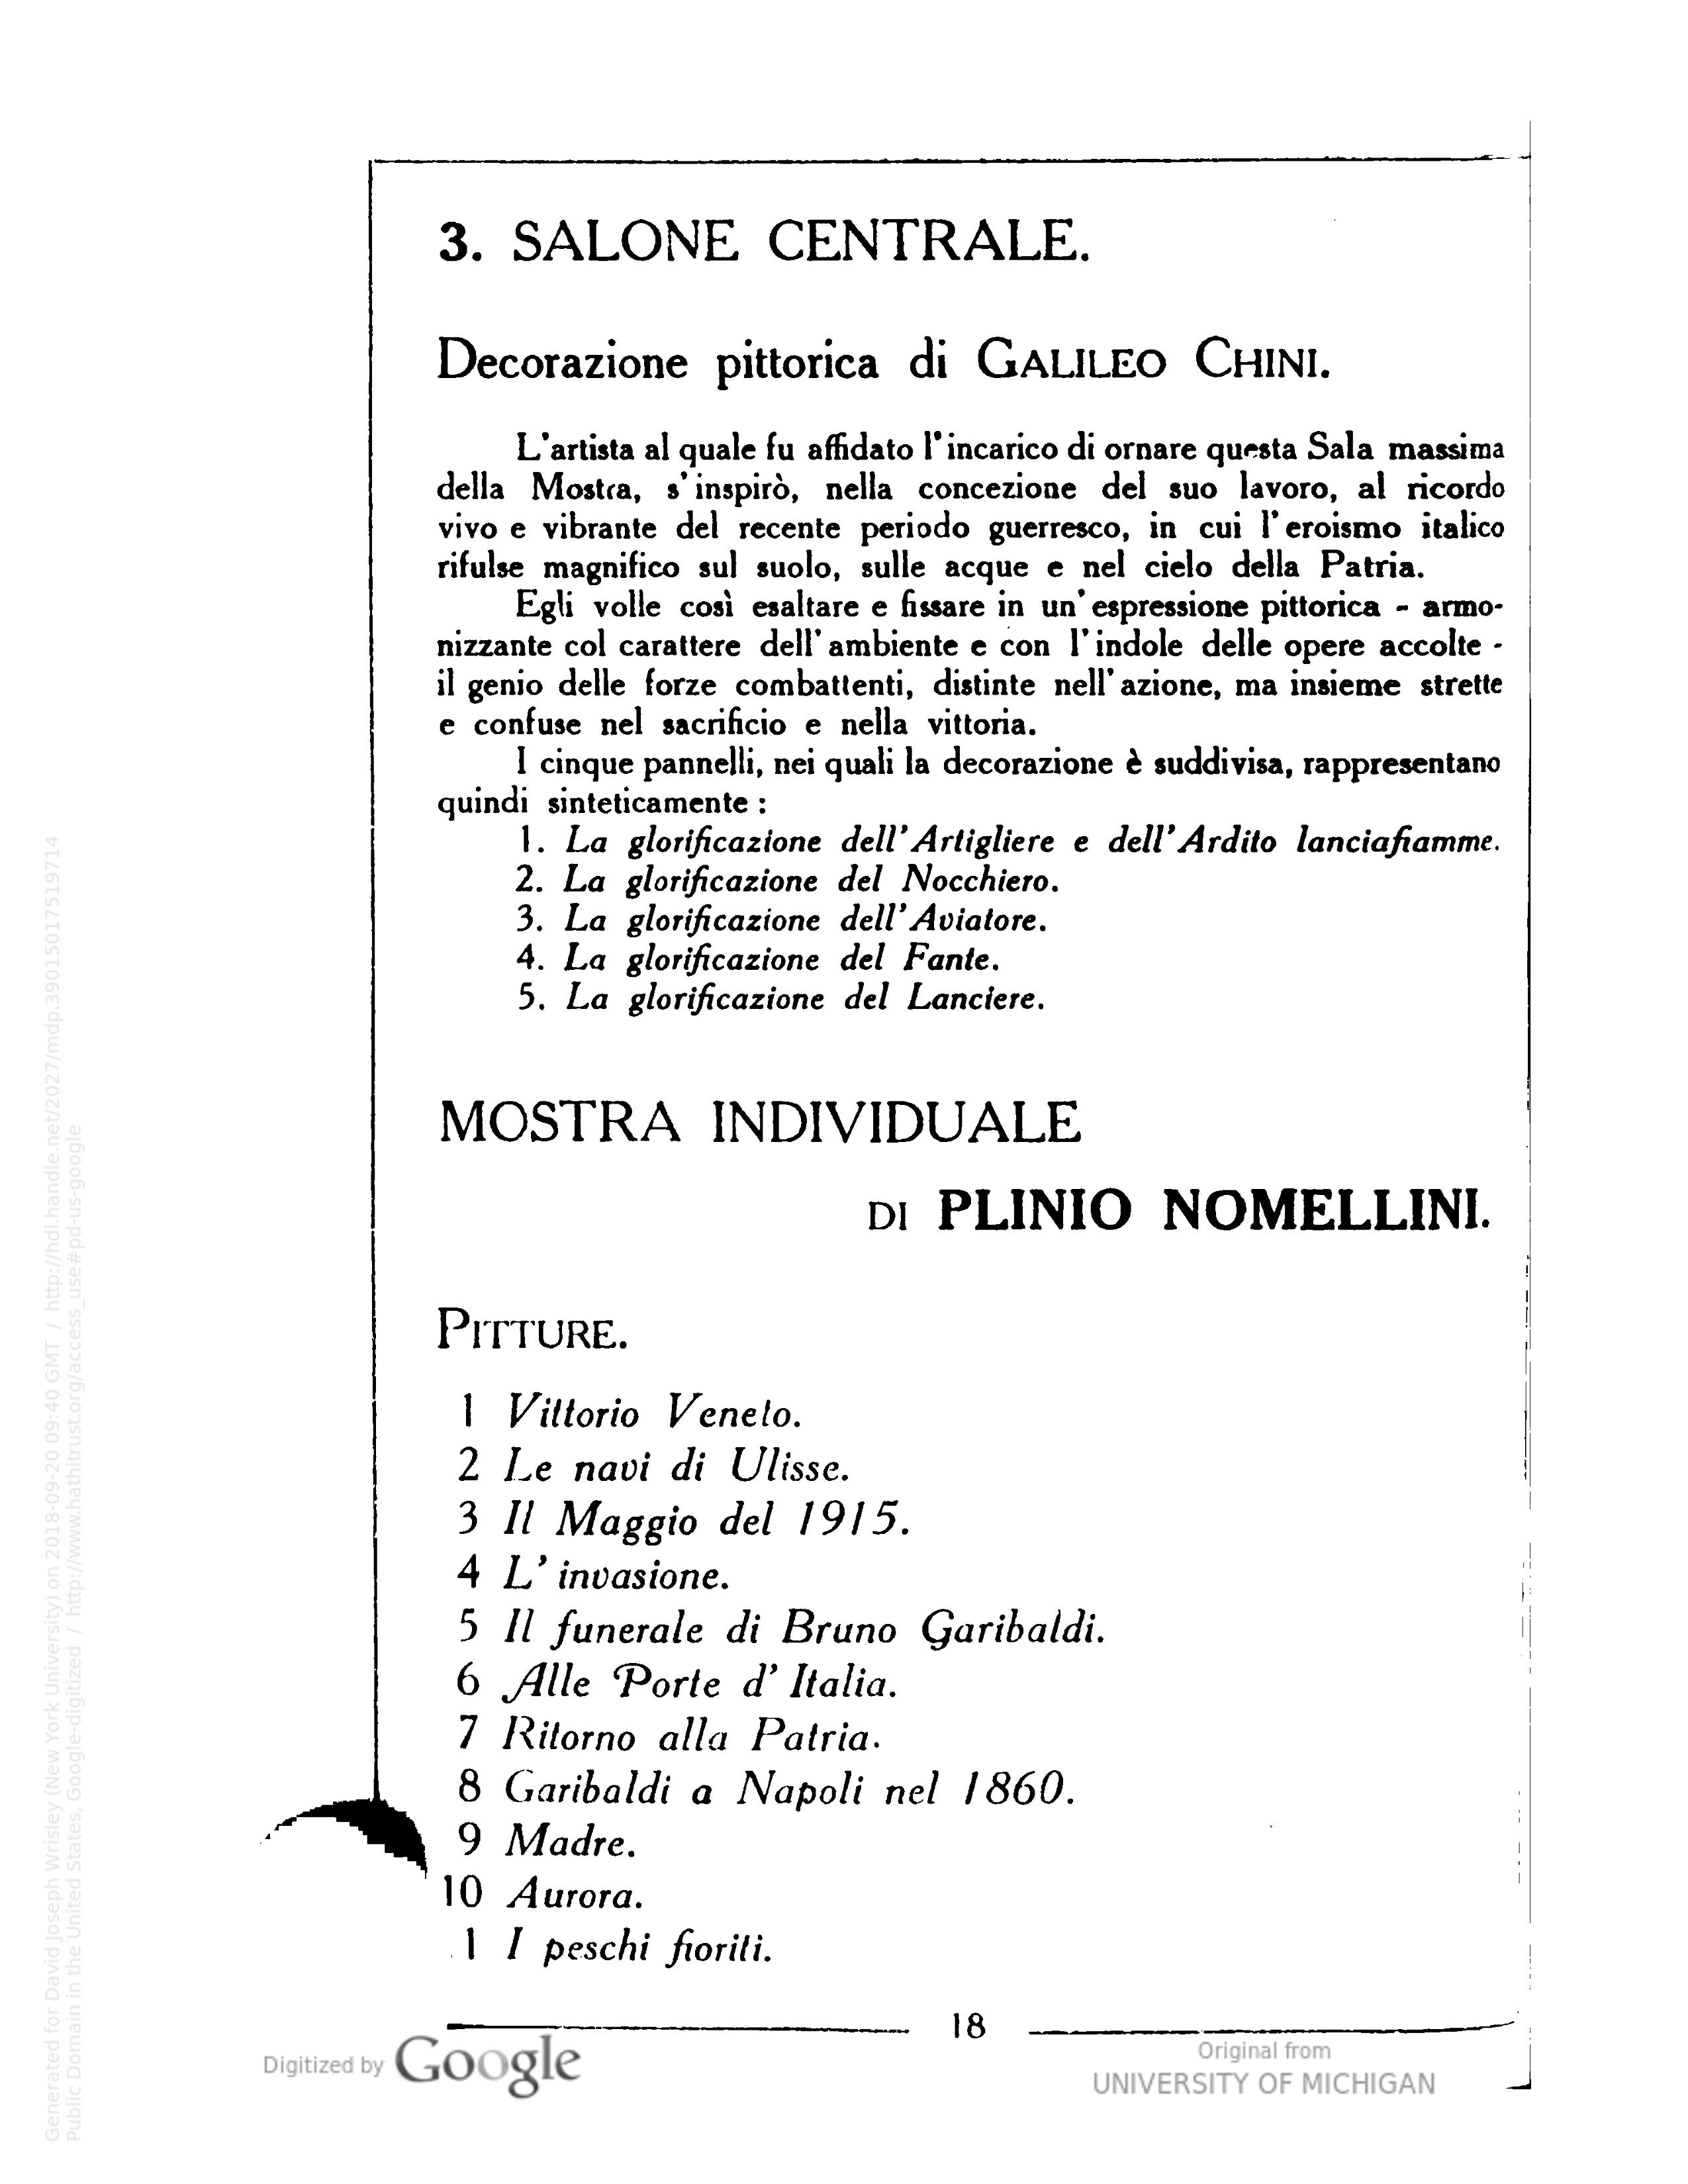 3. SALONE CENTRALE.
Decorazione pittorica di GALILEO CHINI.
L'artista al quale fu affidato l'incarico di ornare questa Sala massima
della Mostra, s'inspirò, nella concezione del suo lavoro, al ricordo
vivo e vibrante del recente periodo guerresco, in cui l'eroismo italico
rifulse magnifico sul suolo, sulle acque e nel cielo della Patria.
Egli volle così esaltare e fissare in un'espressione pittorica - armo-
nizzante col carattere dell'ambiente e con l'indole delle opere accolte -
il genio delle forze combattenti, distinte nell'azione, ma insieme strette
e confuse nel sacrificio e nella vittoria.
I cinque pannelli, nei quali la decorazione è suddivisa, rappresentano
quindi sinteticamente :
1. La glorificazione dell'Artigliere e dell'Ardito lanciafiamme.
2. La glorificazione del Nocchiero.
3. La glorificazione dell'Aviatore.
4. La glorificazione del Fante.
5. La glorificazione del Lanciere.
MOSTRA INDIVIDUALE
DI PLINIO NOMELLINI.
PITTURE.
1 Vittorio Veneto.
2 Le navi di Ulisse.
3 Il Maggio del 1915.
4 L' invasione.
5 Il funerale di Bruno Garibaldi.
6 Alle Porte d' Italia.
7 Ritorno alla Patria.
8 Garibaldi a Napoli nel 1860.
9 Madre.
10 Aurora.
1 I peschi fioriti.
18
Digitized by Google
Original from
UNIVERSITY OF MICHIGAN
Generated for David Joseph Wrisley (New York University) on 2018-09-20 09:40 GMT / http://hdl.handle.net/2027/mdp.39015017519714
Public Domain in the United States, Google-digitized / http://www.hathitrust.org/access_use#pd-us-google